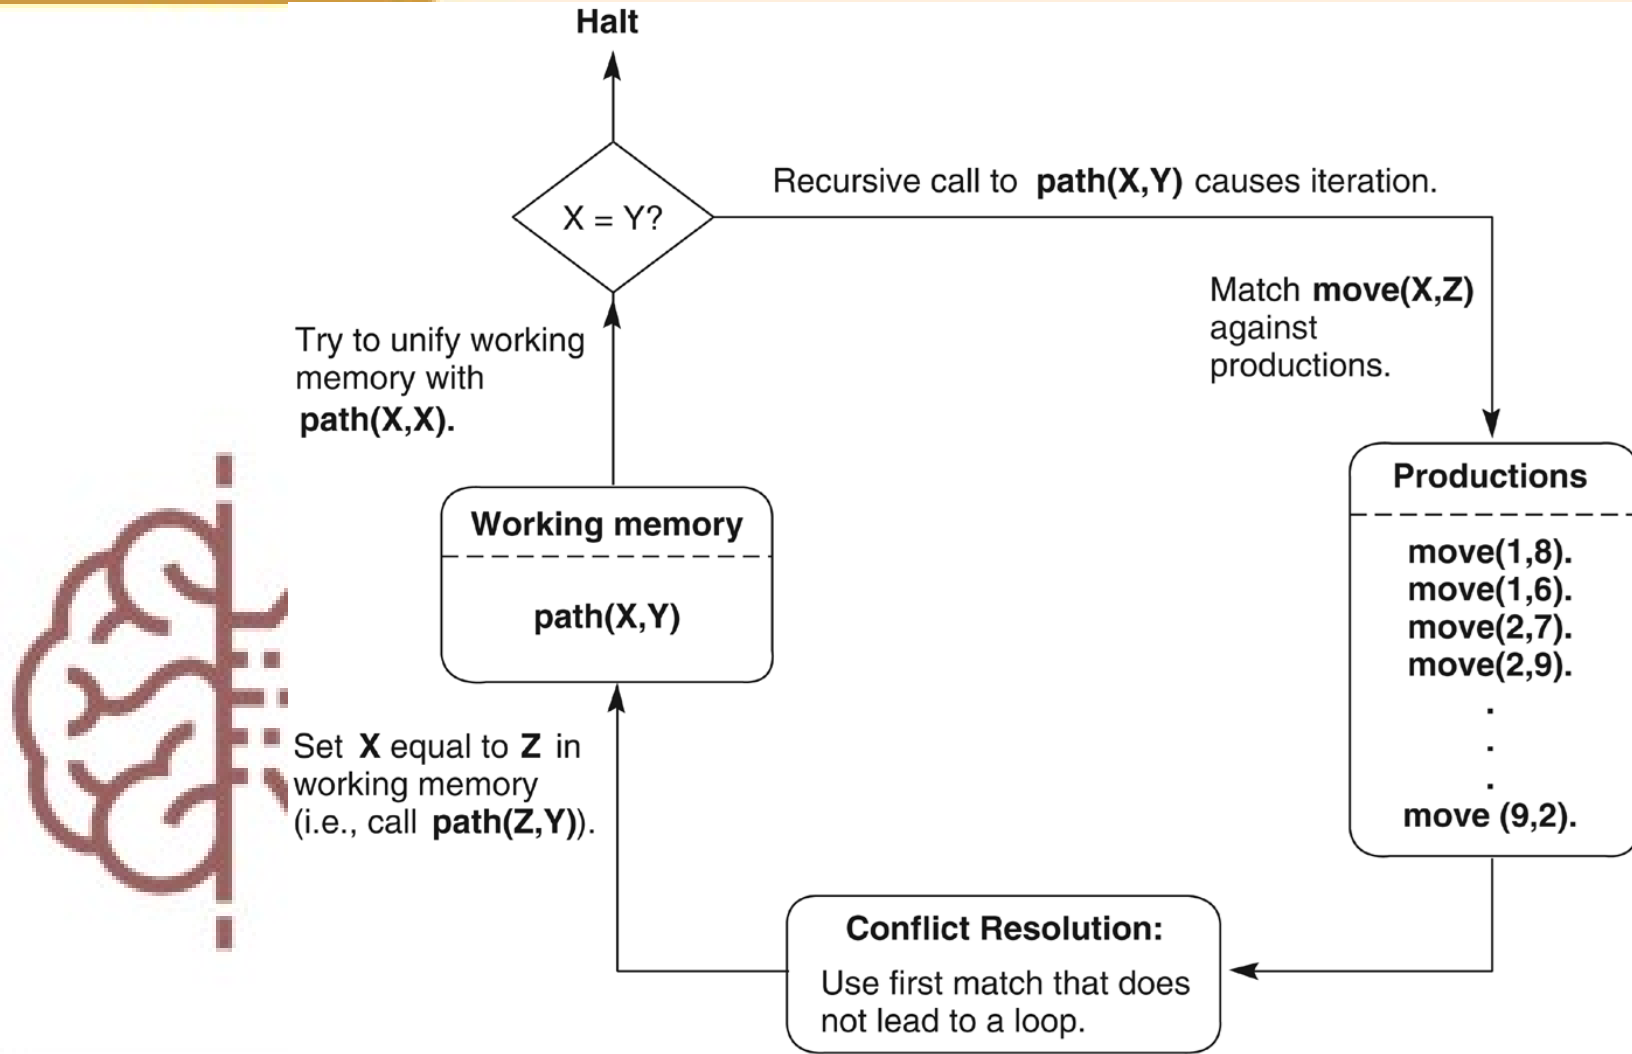 Halt
X = Y?
Recursive call to path(X,Y) causes iteration.
Match move(X,Z)
against
productions.
Try to unify working
memory with
path(X,X).
Working memory
path(X,Y)
Productions
move(1,8).
move(1,6).
move(2,7).
move(2,9).
.
.
.
move (9,2).
Set X equal to Z in
working memory
(i.e., call path(Z,Y)).
Conflict Resolution:
Use first match that does
not lead to a loop.